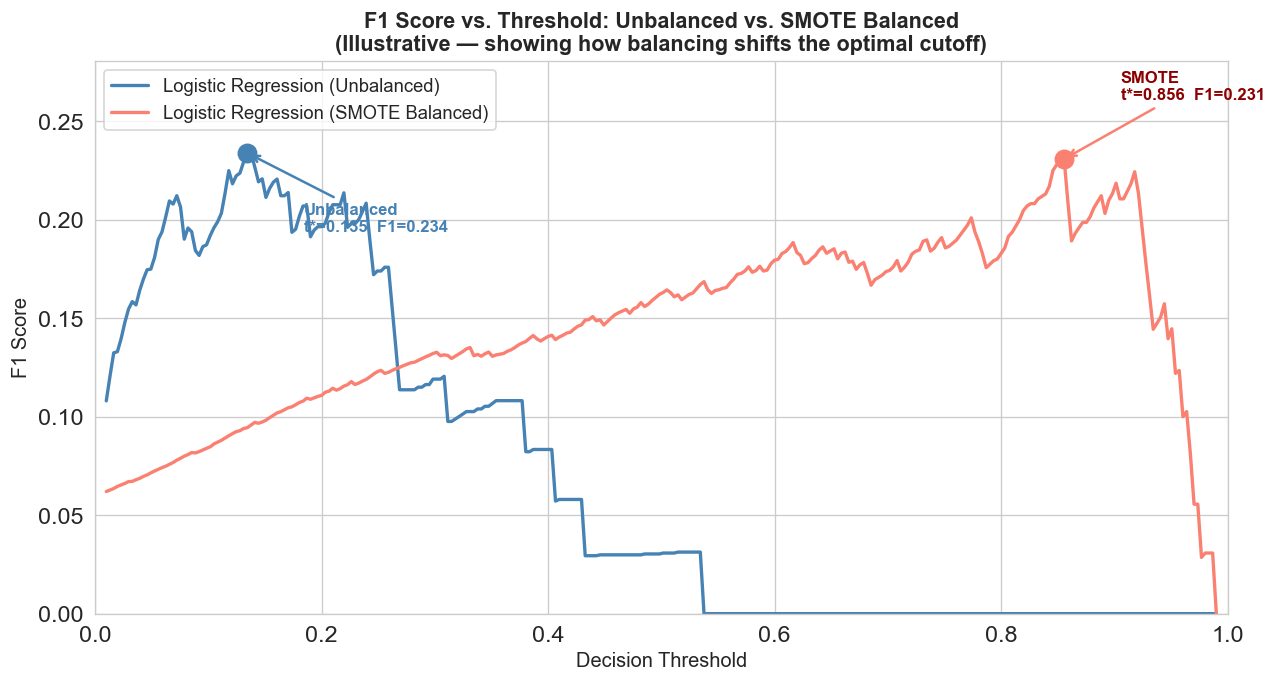 F1 Score vs. Threshold: Unbalanced vs. SMOTE Balanced
(Illustrative — showing how balancing shifts the optimal cutoff)
Logistic Regression (Unbalanced)
Logistic Regression (SMOTE Balanced)
SMOTE
t*=0.856 F1=0.231
Unbalanced
t*=0.135 F1=0.234
F1 Score
0.25
0.20
0.15
0.10
0.05
0.00
0.0 0.2 0.4 0.6 0.8 1.0
Decision Threshold